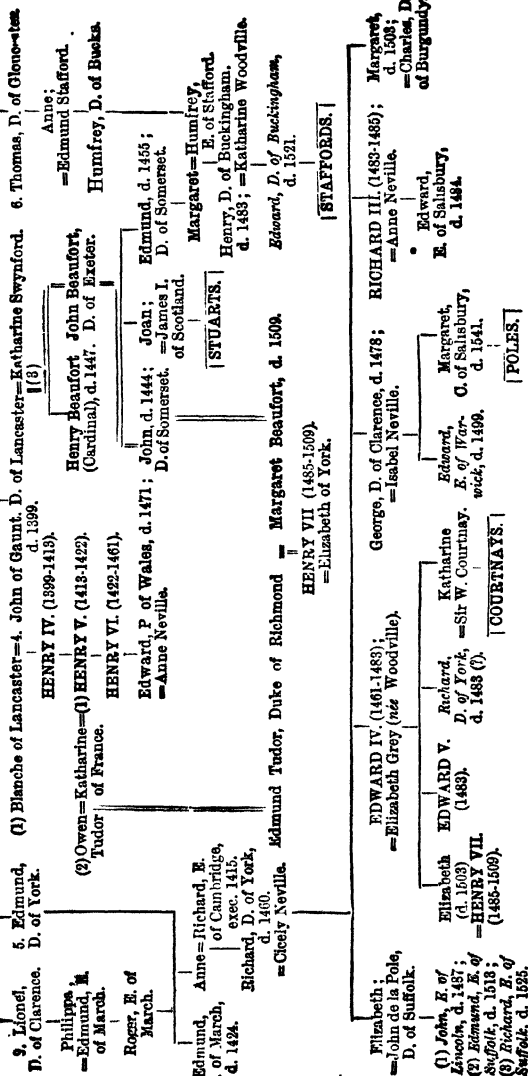 9. Lionel,
D. of Clarence.
Philippa,
=Edmund, E.
of March.
Roger, E. of
March.
Edmund,
of March,
d. 1424.
5. Edmund,
D. of York.
Anne=Richard, E.
of Cambridge,
exec. 1415.
Richard, D. of York,
d. 1460.
=Cicely Neville.
(1) Blanche of Lancaster=4. John of Gaunt. D. of Lancaster=Katharine Swynford.
d. 1399.
(3)
HENRY IV. (1399-1413).
(2) Owen=Katharine=(1) HENRY V. (1413-1422).
Tudor of France.
HENRY VI. (1422-1461).
Edward, P of Wales, d. 1471;
=Anne Neville.
Henry Beaufort John Beaufort,
(Cardinal), d. 1447. D. of Exeter.
John, d. 1444;
D. of Somerset.
Joan;
=James I.
of Scotland.
|STUARTS.|
Edmund, d. 1455;
D. of Somerset.
6. Thomas, D. of Gloucester.
Anne;
=Edmund Stafford.
Humfrey, D. of Bucks.
Margaret=Humfrey,
E. of Stafford.
Henry, D. of Buckingham.
d. 1483; =Katharine Woodville.
Edward, D. of Buckingham,
d. 1521.
|STAFFORDS.|
Edmund Tudor, Duke of Richmond = Margaret Beaufort, d. 1509.
HENRY VII (1485-1509).
=Elizabeth of York.
Elizabeth;
=John de la Pole,
D. of Suffolk.
(1) John, E. of
Lincoln, d. 1487;
(2) Edmund, E. of
Suffolk, d. 1513;
(3) Richard, E. of
Suffolk, d. 1525.
EDWARD IV. (1461-1483);
=Elizabeth Grey (née Woodville).
Elizabeth
(d. 1503)
=HENRY VII.
(1485-1509).
EDWARD V.
(1483).
Richard,
D. of York,
d. 1483 (?).
Katharine
=Sir W. Courtnay.
|COURTNAYS.|
George, D. of Clarence, d. 1478;
=Isabel Neville.
Edward,
E. of War-
wick, d. 1499.
Margaret,
C. of Salisbury,
d. 1541.
|POLES.|
RICHARD III. (1483-1485);
=Anne Neville.
Edward,
E. of Salisbury,
d. 1484.
Margaret,
d. 1503;
=Charles, D.
of Burgundy.